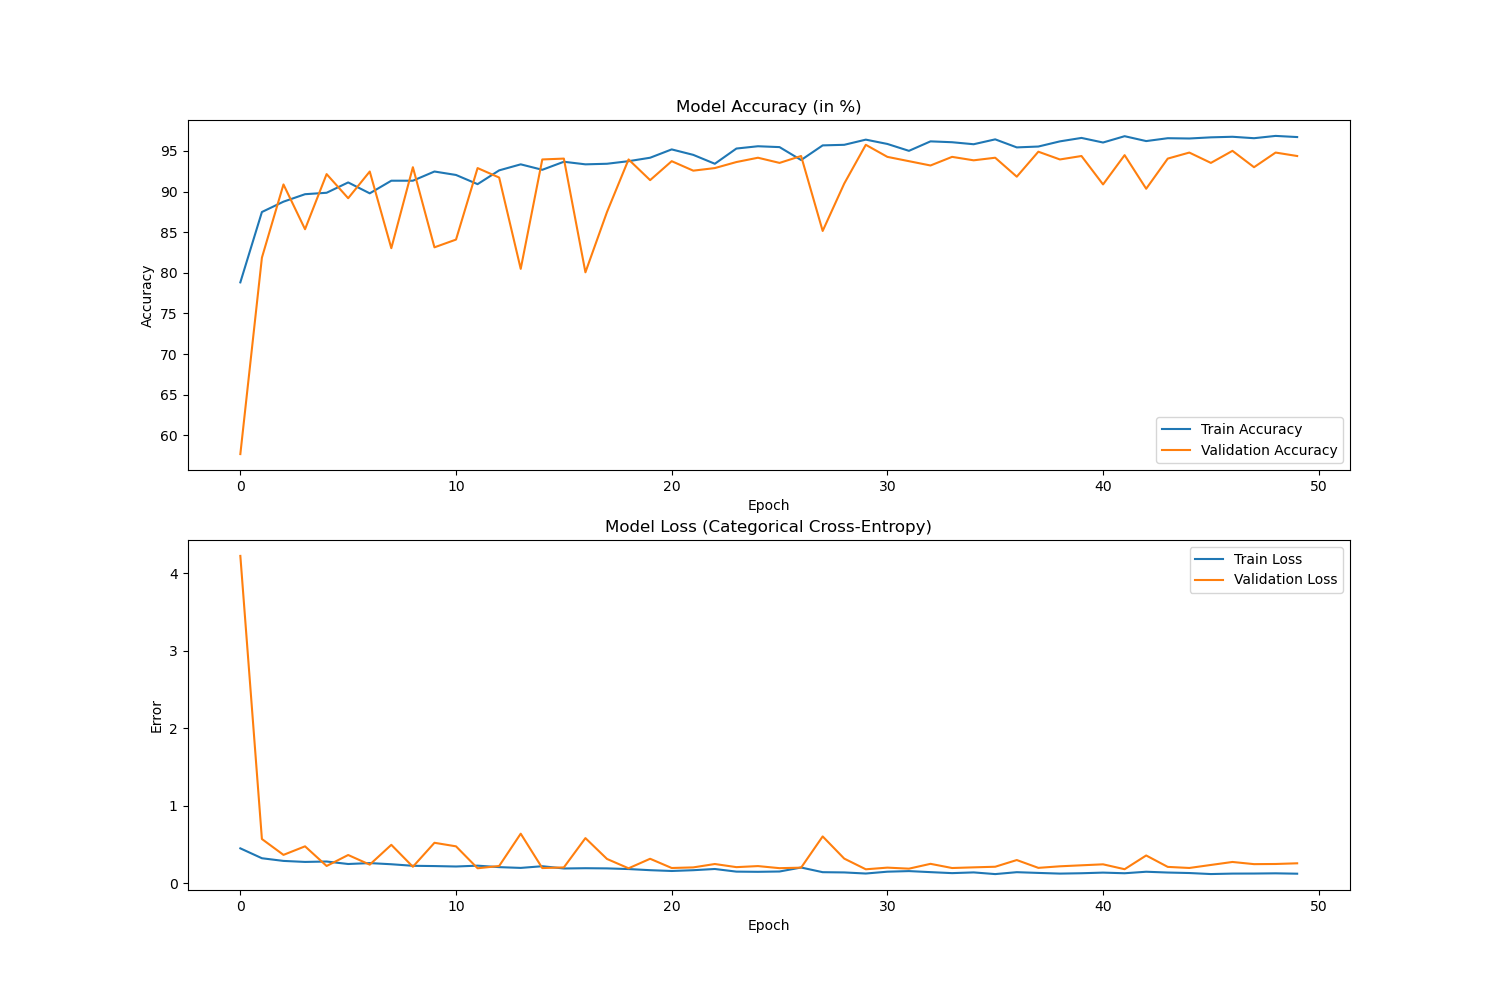 Model Accuracy (in %)
Accuracy
95
90
85
80
75
70
65
60
Train Accuracy
Validation Accuracy
0 10 20 30 40 50
Epoch
Model Loss (Categorical Cross-Entropy)
Error
4
3
2
1
0
Train Loss
Validation Loss
0 10 20 30 40 50
Epoch